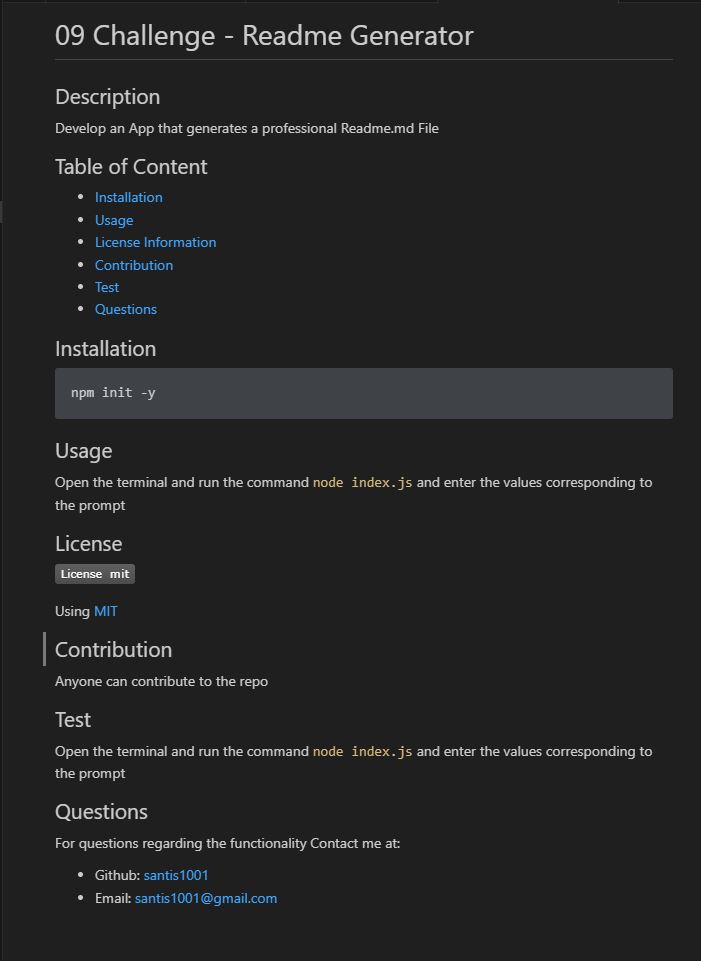 09 Challenge - Readme Generator
Description
Develop an App that generates a professional Readme.md File
Table of Content
Installation
Usage
License Information
Contribution
Test
Questions
Installation
npm init -y
Usage
Open the terminal and run the command node index.js and enter the values corresponding to
the prompt
License
License mit
Using MIT
Contribution
Anyone can contribute to the repo
Test
Open the terminal and run the command node index.js and enter the values corresponding to
the prompt
Questions
For questions regarding the functionality Contact me at:
Github: santis1001
Email: santis1001@gmail.com